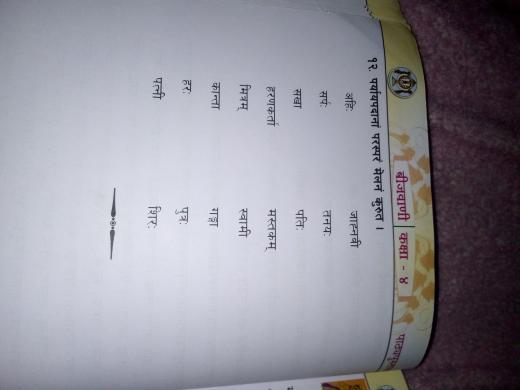 बीजवाणी कक्षा - ४
१२. पर्यायपदानां परस्परं मेलनं कुरुत ।
अहिः जाह्नवी
सर्पः तनयः
सखा पतिः
हरणकर्ता मस्तकम्
मित्रम् स्वामी
कान्ता गङ्गा
हरः पुत्रः
पत्नी शिरः